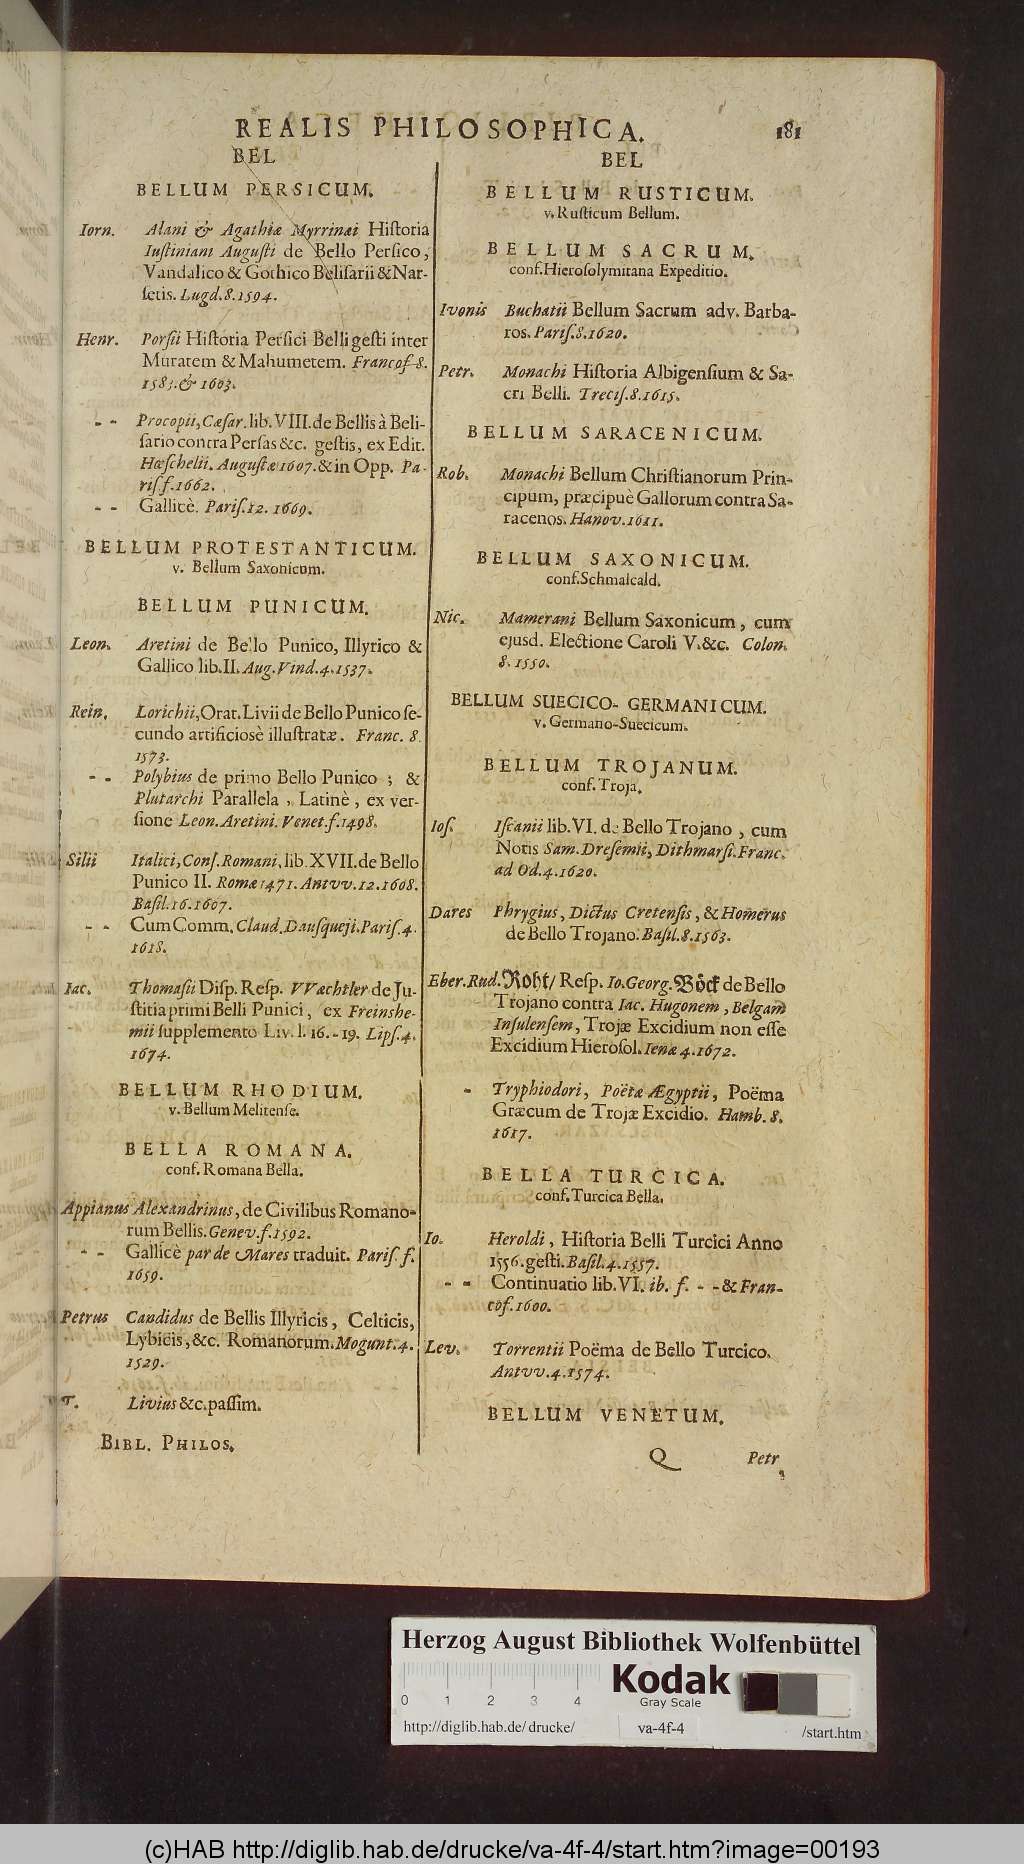 REALIS PHILOSOPHICA. 181
BEL
BELLUM PERSICUM.
Iorn. Alani & Agathiæ Myrrinæi Hiſtoria
Iuſtiniani Auguſti de Bello Perſico,
Vandalico & Gothico Beliſarii & Nar-
ſetis. Lugd. 8. 1594.
Henr. Porſii Hiſtoria Perſici Belli geſti inter
Muratem & Mahumetem. Francof 8.
1583. & 1603.
- - Procopii, Cæſar. lib. VIII. de Bellis à Beli-
ſario contra Perſas &c. geſtis, ex Edit.
Hœſchelii. Auguſtæ 1607. & in Opp. Pa-
riſ f. 1662.
- - Gallicè. Pariſ. 12. 1669.
BELLUM PROTESTANTICUM.
v. Bellum Saxonicum.
BELLUM PUNICUM.
Leon. Aretini de Bello Punico, Illyrico &
Gallico lib. II. Aug. Vind. 4. 1537.
Rein. Lorichii, Orat. Livii de Bello Punico ſe-
cundo artificiosè illuſtratæ. Franc. 8.
1573.
- - Polybius de primo Bello Punico ; &
Plutarchi Parallela, Latinè, ex ver-
ſione Leon. Aretini. Venet. f. 1498.
Silii Italici, Conſ. Romani, lib. XVII. de Bello
Punico II. Romæ 1471. Antvv. 12. 1608.
Baſil. 16. 1607.
- - Cum Comm. Claud. Dauſqueji. Pariſ. 4.
1618.
Iac. Thomaſii Diſp. Reſp. VVachtler de Ju-
ſtitia primi Belli Punici, ex Freinshe-
mii ſupplemento Liv. l. 16. - 19. Lipſ. 4.
1674.
BELLUM RHODIUM.
v. Bellum Melitenſe.
BELLA ROMANA.
conf. Romana Bella.
Appianus Alexandrinus, de Civilibus Romano-
rum Bellis. Genev. f. 1592.
- - Gallicè par de Mares traduit. Pariſ f.
1659.
Petrus Candidus de Bellis Illyricis, Celticis,
Lybicis, &c. Romanorum. Mogunt. 4.
1529.
T. Livius &c. paſſim.
BIBL. PHILOS.
BEL
BELLUM RUSTICUM.
v. Ruſticum Bellum.
BELLUM SACRUM.
conf. Hieroſolymitana Expeditio.
Ivonis Buchatii Bellum Sacrum adv. Barba-
ros. Pariſ. 8. 1620.
Petr. Monachi Hiſtoria Albigenſium & Sa-
cri Belli. Treciſ. 8. 1615.
BELLUM SARACENICUM.
Rob. Monachi Bellum Chriſtianorum Prin-
cipum, præcipuè Gallorum contra Sa-
racenos. Hanov. 1611.
BELLUM SAXONICUM.
conf. Schmalcald.
Nic. Mamerani Bellum Saxonicum, cum
ejusd. Electione Caroli V. &c. Colon.
8. 1550.
BELLUM SUECICO-GERMANICUM.
v. Germano-Suecicum.
BELLUM TROJANUM.
conf. Troja.
Ioſ. Iſcanii lib. VI. de Bello Trojano, cum
Notis Sam. Dreſemii, Dithmarſi. Franc.
ad Od. 4. 1620.
Dares Phrygius, Dictus Cretenſis, & Homerus
de Bello Trojano. Baſil. 8. 1563.
Eber. Rud. Roht/ Reſp. Io. Georg. Böck de Bello
Trojano contra Iac. Hugonem, Belgam
Inſulenſem, Trojæ Excidium non eſſe
Excidium Hieroſol. Ienæ 4. 1672.
- Tryphiodori, Poëtæ Ægyptii, Poëma
Græcum de Trojæ Excidio. Hamb. 8.
1617.
BELLA TURCICA.
conf. Turcica Bella.
Io. Heroldi, Hiſtoria Belli Turcici Anno
1556. geſti. Baſil. 4. 1557.
- - Continuatio lib. VI. ib. f. - - & Fran-
cof. 1600.
Lev. Torrentii Poëma de Bello Turcico.
Antvv. 4. 1574.
BELLUM VENETUM.
Q Petr
Herzog August Bibliothek Wolfenbüttel
0 1 2 3 4
Kodak
Gray Scale
http://diglib.hab.de/drucke/ va-4f-4 /start.htm
(c)HAB http://diglib.hab.de/drucke/va-4f-4/start.htm?image=00193